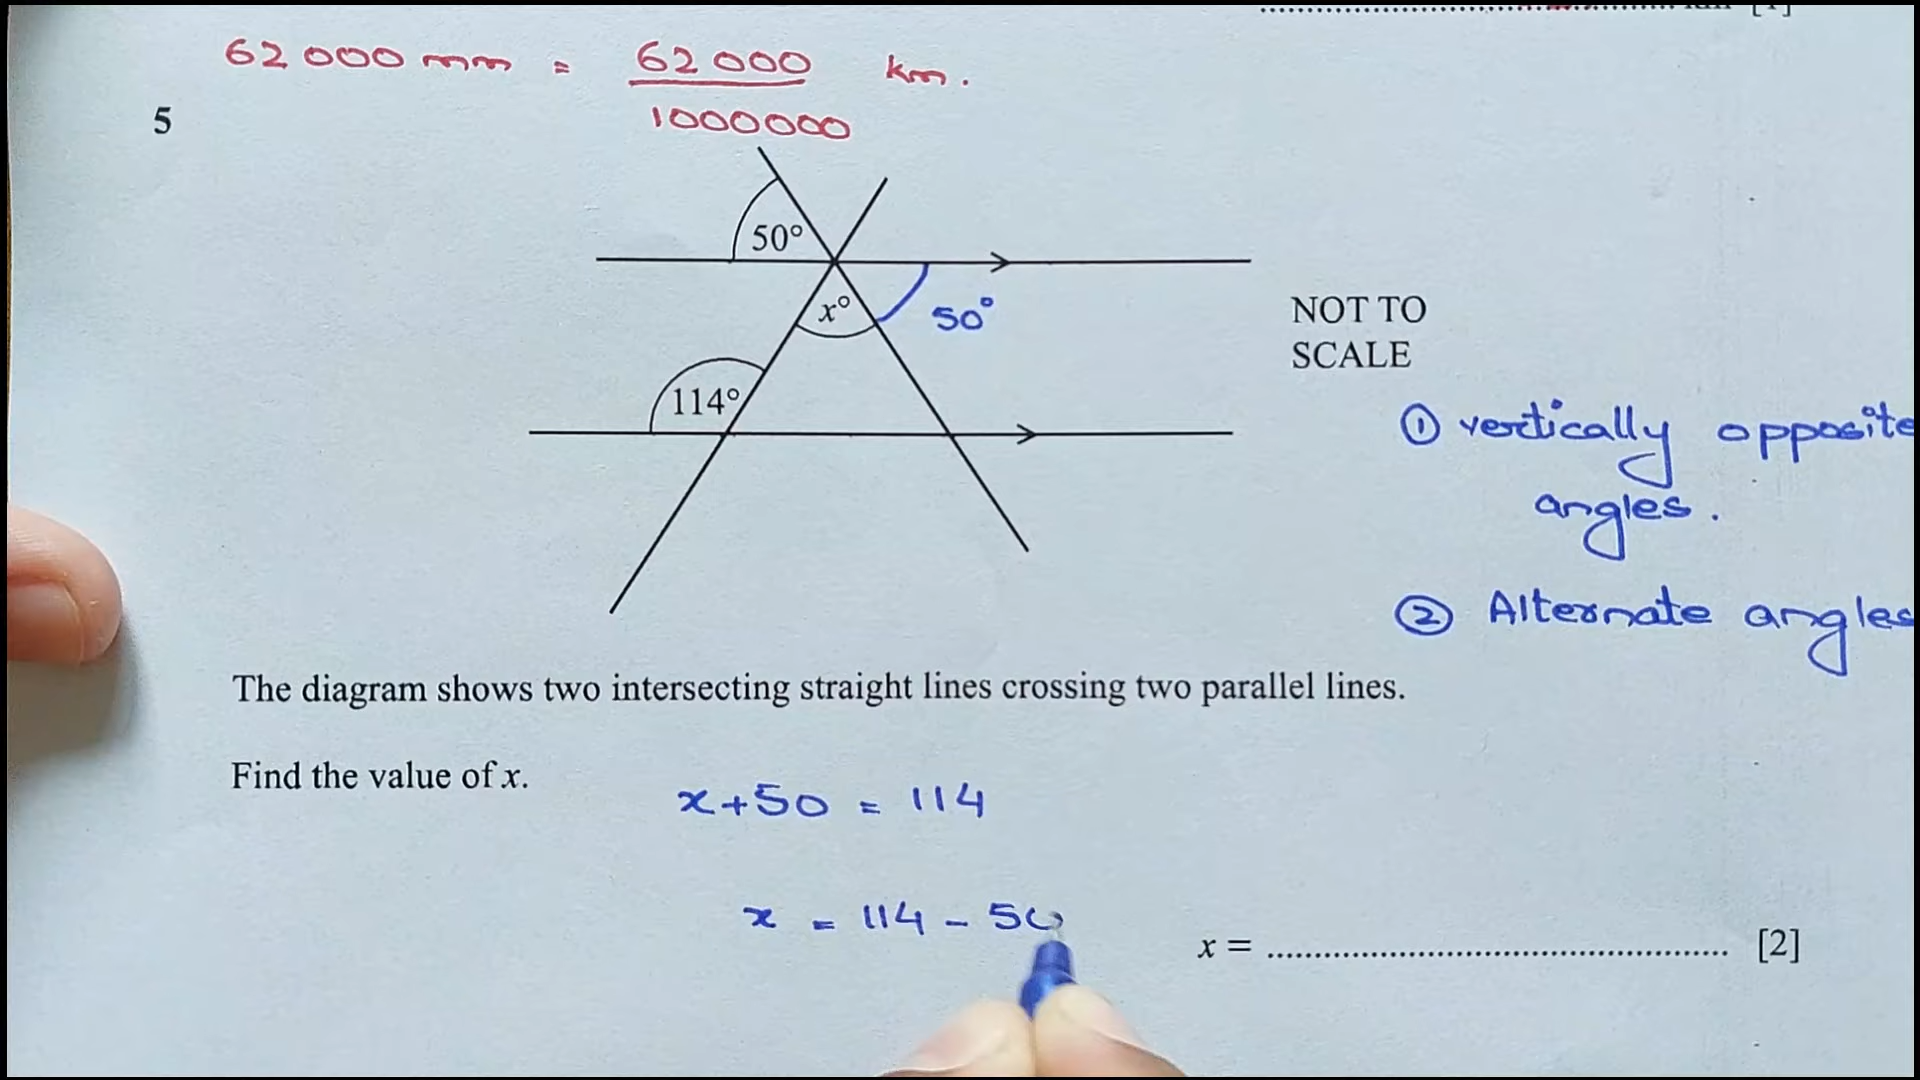 62 000 mm = 62 000 km.
1000000
5
50°
x°
50°
114°
NOT TO
SCALE
① vertically opposite
angles.
② Alternate angles
The diagram shows two intersecting straight lines crossing two parallel lines.
Find the value of x.
x+50 = 114
x = 114 - 50
x = ................................................ [2]